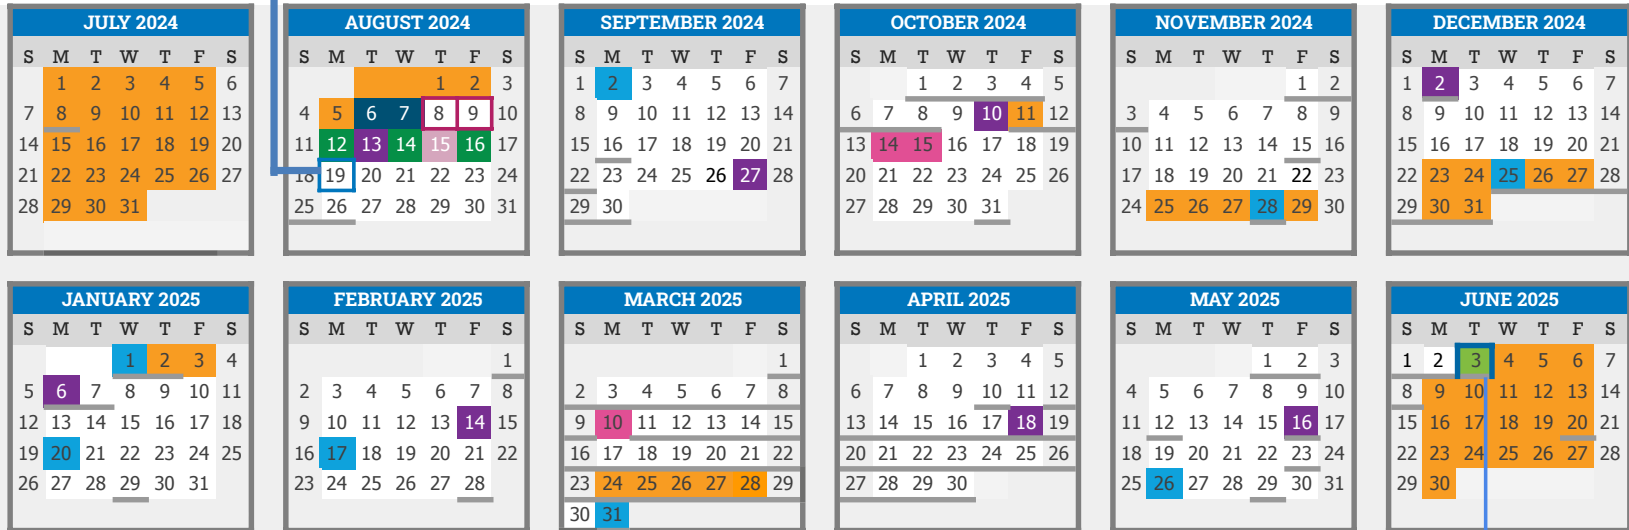 JULY 2024
S M T W T F S
1 2 3 4 5 6
7 8 9 10 11 12 13
14 15 16 17 18 19 20
21 22 23 24 25 26 27
28 29 30 31
AUGUST 2024
S M T W T F S
1 2 3
4 5 6 7 8 9 10
11 12 13 14 15 16 17
18 19 20 21 22 23 24
25 26 27 28 29 30 31
SEPTEMBER 2024
S M T W T F S
1 2 3 4 5 6 7
8 9 10 11 12 13 14
15 16 17 18 19 20 21
22 23 24 25 26 27 28
29 30
OCTOBER 2024
S M T W T F S
1 2 3 4 5
6 7 8 9 10 11 12
13 14 15 16 17 18 19
20 21 22 23 24 25 26
27 28 29 30 31
NOVEMBER 2024
S M T W T F S
1 2
3 4 5 6 7 8 9
10 11 12 13 14 15 16
17 18 19 20 21 22 23
24 25 26 27 28 29 30
DECEMBER 2024
S M T W T F S
1 2 3 4 5 6 7
8 9 10 11 12 13 14
15 16 17 18 19 20 21
22 23 24 25 26 27 28
29 30 31
JANUARY 2025
S M T W T F S
1 2 3 4
5 6 7 8 9 10 11
12 13 14 15 16 17 18
19 20 21 22 23 24 25
26 27 28 29 30 31
FEBRUARY 2025
S M T W T F S
1
2 3 4 5 6 7 8
9 10 11 12 13 14 15
16 17 18 19 20 21 22
23 24 25 26 27 28
MARCH 2025
S M T W T F S
1
2 3 4 5 6 7 8
9 10 11 12 13 14 15
16 17 18 19 20 21 22
23 24 25 26 27 28 29
30 31
APRIL 2025
S M T W T F S
1 2 3 4 5
6 7 8 9 10 11 12
13 14 15 16 17 18 19
20 21 22 23 24 25 26
27 28 29 30
MAY 2025
S M T W T F S
1 2 3
4 5 6 7 8 9 10
11 12 13 14 15 16 17
18 19 20 21 22 23 24
25 26 27 28 29 30 31
JUNE 2025
S M T W T F S
1 2 3 4 5 6 7
8 9 10 11 12 13 14
15 16 17 18 19 20 21
22 23 24 25 26 27 28
29 30